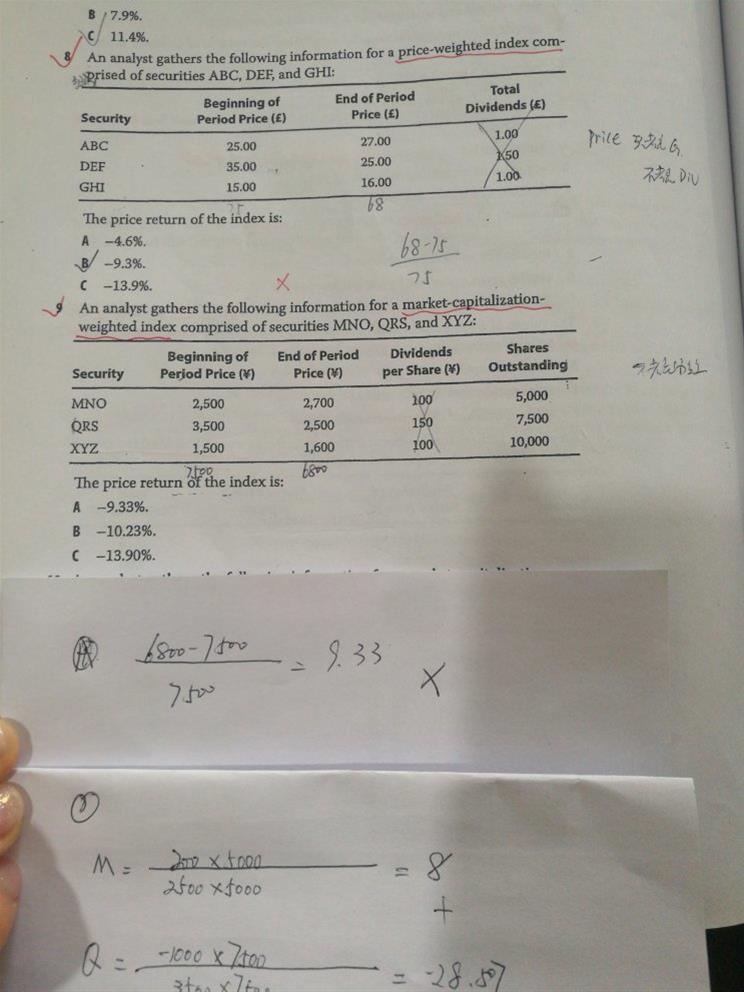 B 7.9%.
C 11.4%.
8 An analyst gathers the following information for a price-weighted index com-
prised of securities ABC, DEF, and GHI:
Security Beginning of Period Price (£) End of Period Price (£) Total Dividends (£)
ABC 25.00 27.00 1.00
DEF 35.00 25.00 1.50
GHI 15.00 16.00 1.00
75 68
Price
不考虑 Div
The price return of the index is:
A −4.6%.
B −9.3%.
C −13.9%.
68-75
75
9 An analyst gathers the following information for a market-capitalization-
weighted index comprised of securities MNO, QRS, and XYZ:
Security Beginning of Period Price (¥) End of Period Price (¥) Dividends per Share (¥) Shares Outstanding
MNO 2,500 2,700 100 5,000
QRS 3,500 2,500 150 7,500
XYZ 1,500 1,600 100 10,000
7500 6800
The price return of the index is:
A −9.33%.
B −10.23%.
C −13.90%.
6800-7500
7500
= 9.33 X
M = 200 × 5000
2500 × 5000
= 8
+
Q = -1000 × 7500
3500 × 7500
= -28.57